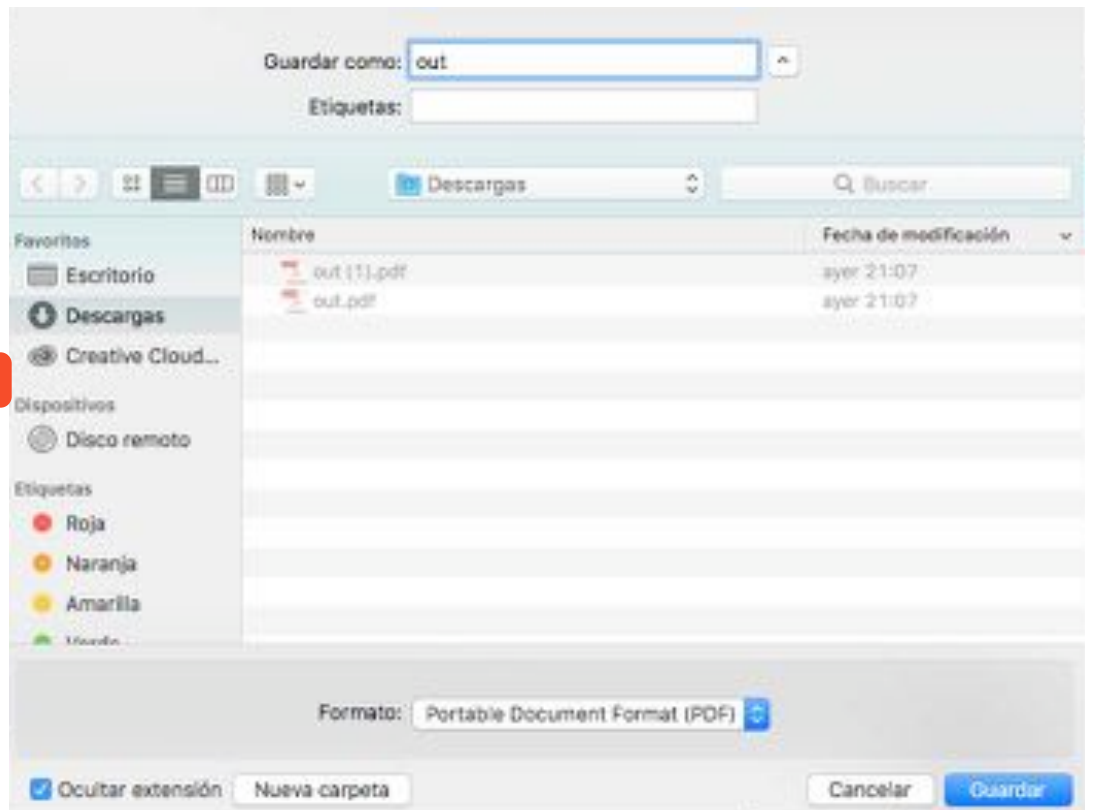 Guardar como: out
Etiquetas:
Descargas
Buscar
Favoritos
Nombre
Fecha de modificación
Escritorio
out (1).pdf
ayer 21:07
Descargas
out.pdf
ayer 21:07
Creative Cloud...
Dispositivos
Disco remoto
Etiquetas
Roja
Naranja
Amarilla
Formato: Portable Document Format (PDF)
Ocultar extensión
Nueva carpeta
Cancelar
Guardar